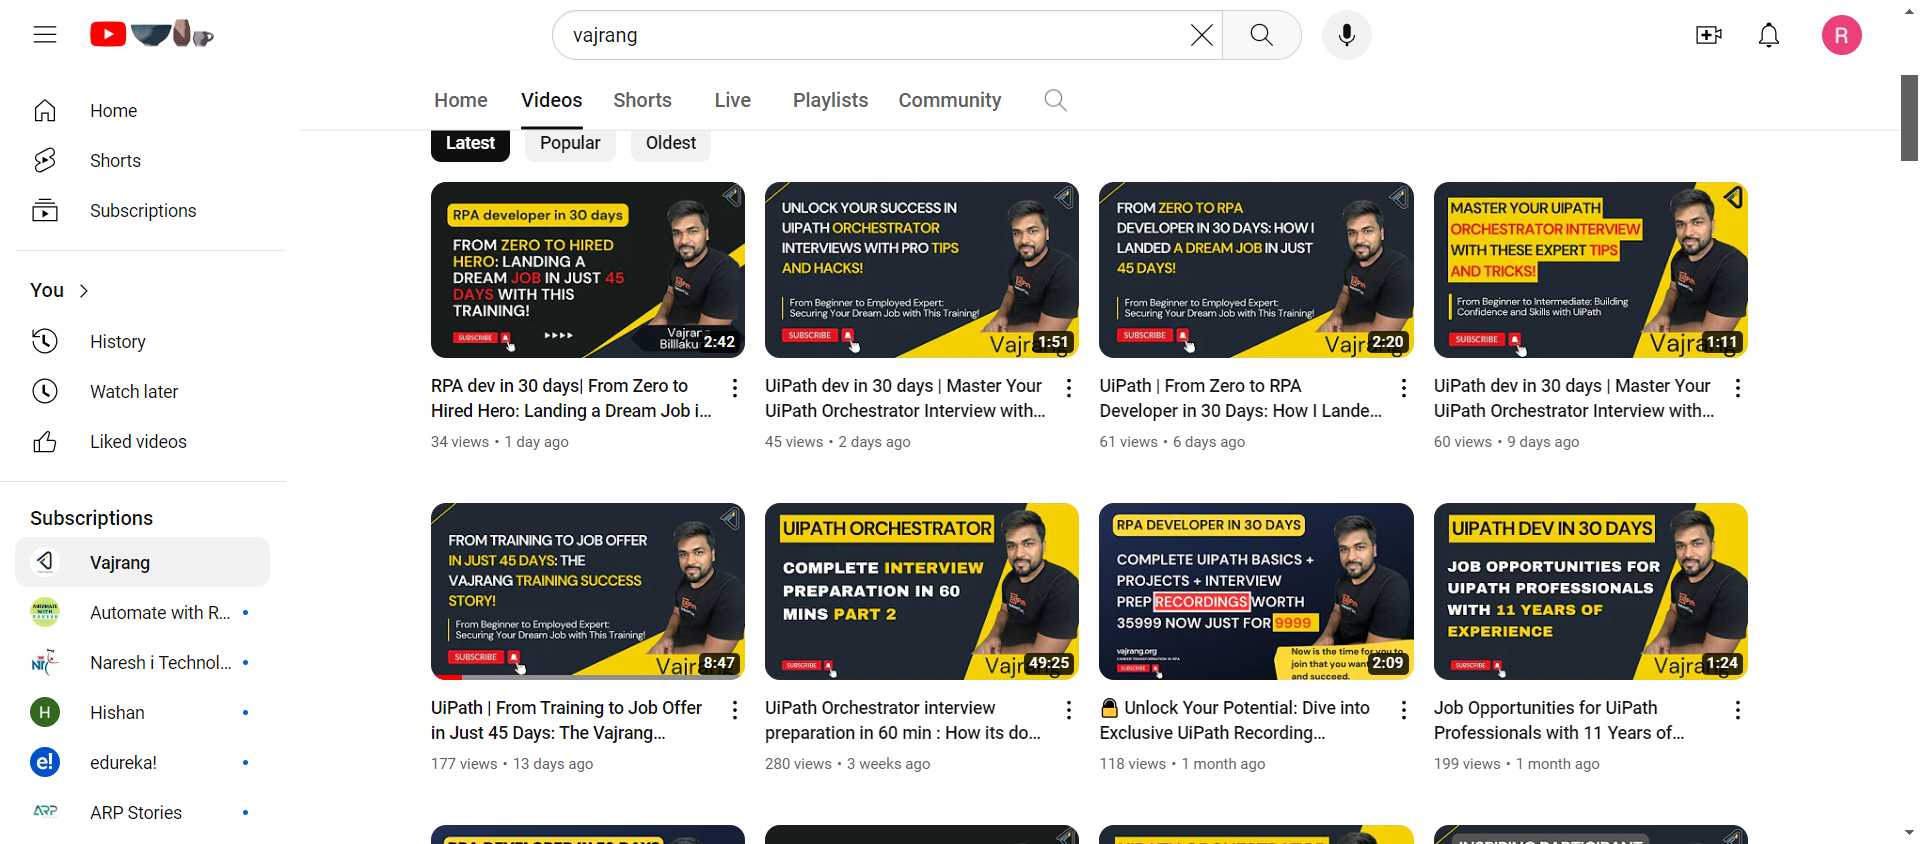 vajrang
R
Home
Shorts
Subscriptions
You
History
Watch later
Liked videos
Subscriptions
Vajrang
Automate with R...
Naresh i Technol...
H
Hishan
e!
edureka!
ARP
ARP Stories
Home
Videos
Shorts
Live
Playlists
Community
Latest
Popular
Oldest
RPA developer in 30 days
FROM ZERO TO HIRED
HERO: LANDING A
DREAM JOB IN JUST 45
DAYS WITH THIS
TRAINING!
SUBSCRIBE
2:42
RPA dev in 30 days| From Zero to
Hired Hero: Landing a Dream Job i...
34 views • 1 day ago
UNLOCK YOUR SUCCESS IN
UIPATH ORCHESTRATOR
INTERVIEWS WITH PRO TIPS
AND HACKS!
From Beginner to Employed Expert:
Securing Your Dream Job with This Training!
SUBSCRIBE
1:51
UiPath dev in 30 days | Master Your
UiPath Orchestrator Interview with...
45 views • 2 days ago
FROM ZERO TO RPA
DEVELOPER IN 30 DAYS: HOW I
LANDED A DREAM JOB IN JUST
45 DAYS!
From Beginner to Employed Expert:
Securing Your Dream Job with This Training!
SUBSCRIBE
2:20
UiPath | From Zero to RPA
Developer in 30 Days: How I Lande...
61 views • 6 days ago
MASTER YOUR UIPATH
ORCHESTRATOR INTERVIEW
WITH THESE EXPERT TIPS
AND TRICKS!
From Beginner to Intermediate: Building
Confidence and Skills with UiPath
SUBSCRIBE
1:11
UiPath dev in 30 days | Master Your
UiPath Orchestrator Interview with...
60 views • 9 days ago
FROM TRAINING TO JOB OFFER
IN JUST 45 DAYS: THE
VAJRANG TRAINING SUCCESS
STORY!
From Beginner to Employed Expert:
Securing Your Dream Job with This Training!
SUBSCRIBE
8:47
UiPath | From Training to Job Offer
in Just 45 Days: The Vajrang...
177 views • 13 days ago
UIPATH ORCHESTRATOR
COMPLETE INTERVIEW
PREPARATION IN 60
MINS PART 2
SUBSCRIBE
49:25
UiPath Orchestrator interview
preparation in 60 min : How its do...
280 views • 3 weeks ago
RPA DEVELOPER IN 30 DAYS
COMPLETE UIPATH BASICS +
PROJECTS + INTERVIEW
PREP RECORDINGS WORTH
35999 NOW JUST FOR 9999
vajrang.org
CAREER TRANSFORMATION IN RPA
SUBSCRIBE
Now is the time for you to
join that you want
and succeed.
2:09
Unlock Your Potential: Dive into
Exclusive UiPath Recording...
118 views • 1 month ago
UIPATH DEV IN 30 DAYS
JOB OPPORTUNITIES FOR
UIPATH PROFESSIONALS
WITH 11 YEARS OF
EXPERIENCE
SUBSCRIBE
1:24
Job Opportunities for UiPath
Professionals with 11 Years of...
199 views • 1 month ago